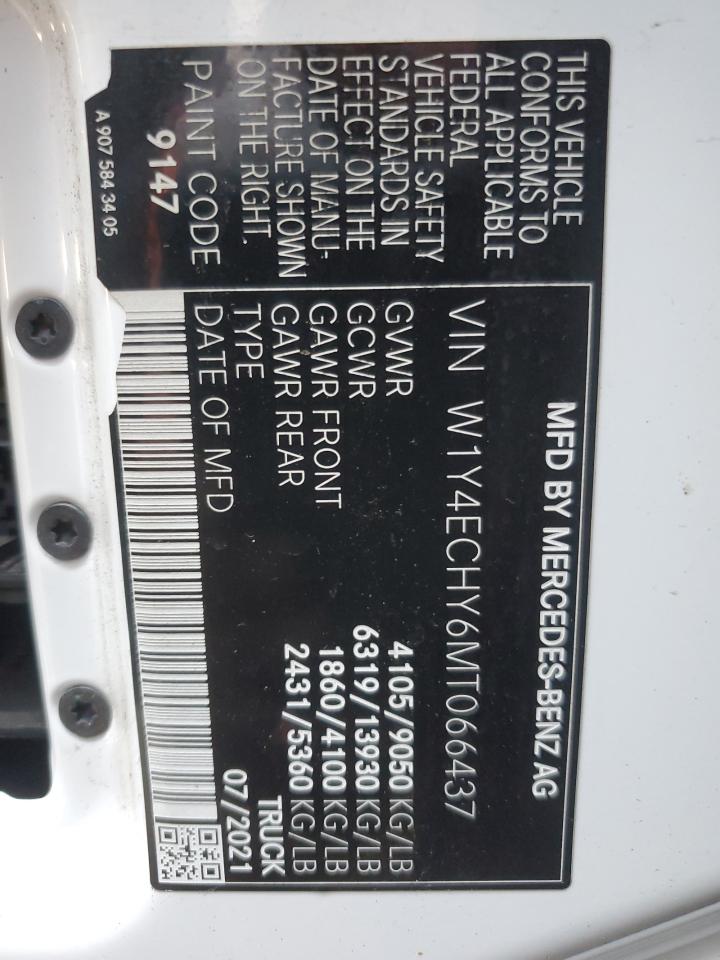 THIS VEHICLE
CONFORMS TO
ALL APPLICABLE
FEDERAL
VEHICLE SAFETY
STANDARDS IN
EFFECT ON THE
DATE OF MANU-
FACTURE SHOWN
ON THE RIGHT.
PAINT CODE
9147
A 907 584 34 05
MFD BY MERCEDES-BENZ AG
VIN W1Y4ECHY6MT066437
GVWR 4105/9050 KG/LB
GCWR 6319/13930 KG/LB
GAWR FRONT 1860/4100 KG/LB
GAWR REAR 2431/5360 KG/LB
TYPE TRUCK
DATE OF MFD 07/2021